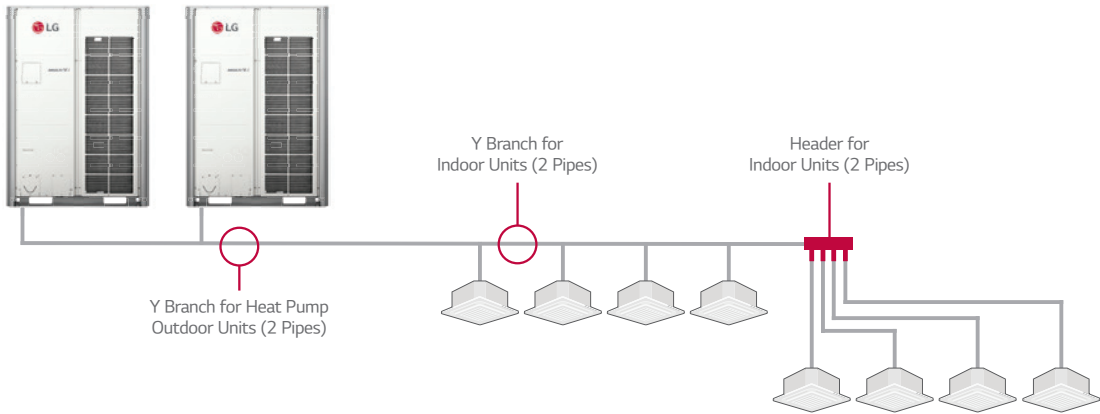 LG
LG
Y Branch for
Indoor Units (2 Pipes)
Header for
Indoor Units (2 Pipes)
Y Branch for Heat Pump
Outdoor Units (2 Pipes)